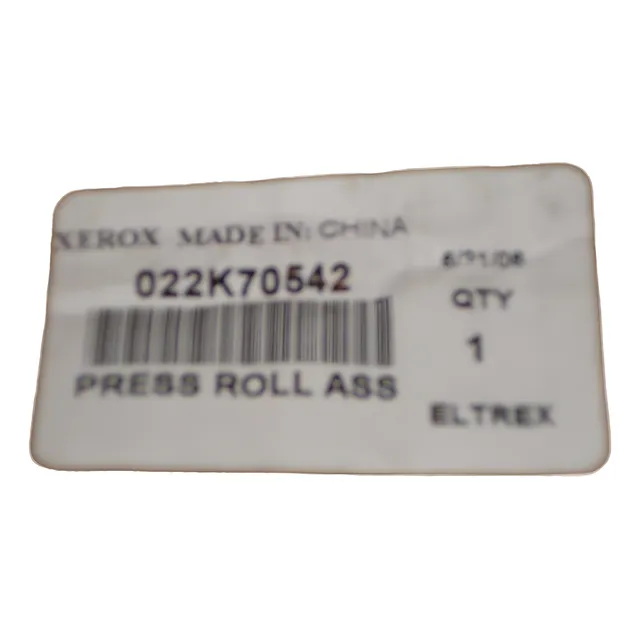 XEROX MADE IN: CHINA
022K70542
PRESS ROLL ASS
QTY
1
ELTREX